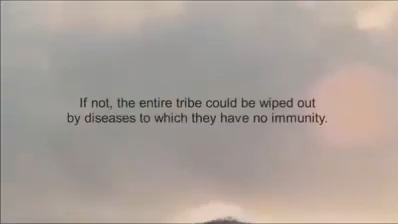 If not, the entire tribe could be wiped out
by diseases to which they have no immunity.